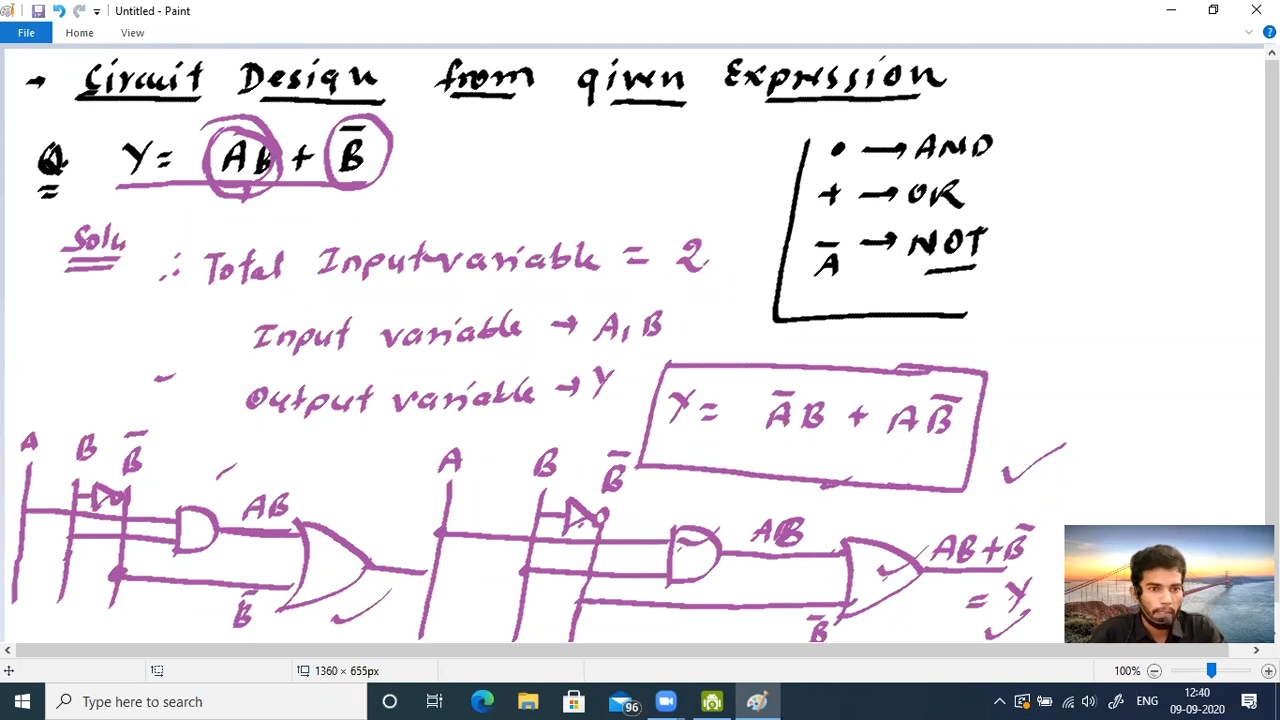 Untitled - Paint
File Home View
→ Circuit Design from given Expression
Q Y = AB + B̅
• → AND
+ → OR
A̅ → NOT
Solu
∴ Total Input variable = 2
Input variable → A, B
Output variable → Y
Y = A̅B + AB̅
A B B̅
AB
B̅
A B B̅
AB
B̅
AB + B̅
= Y
100%
1360 × 655px
Type here to search
96
ENG
12:40
09-09-2020